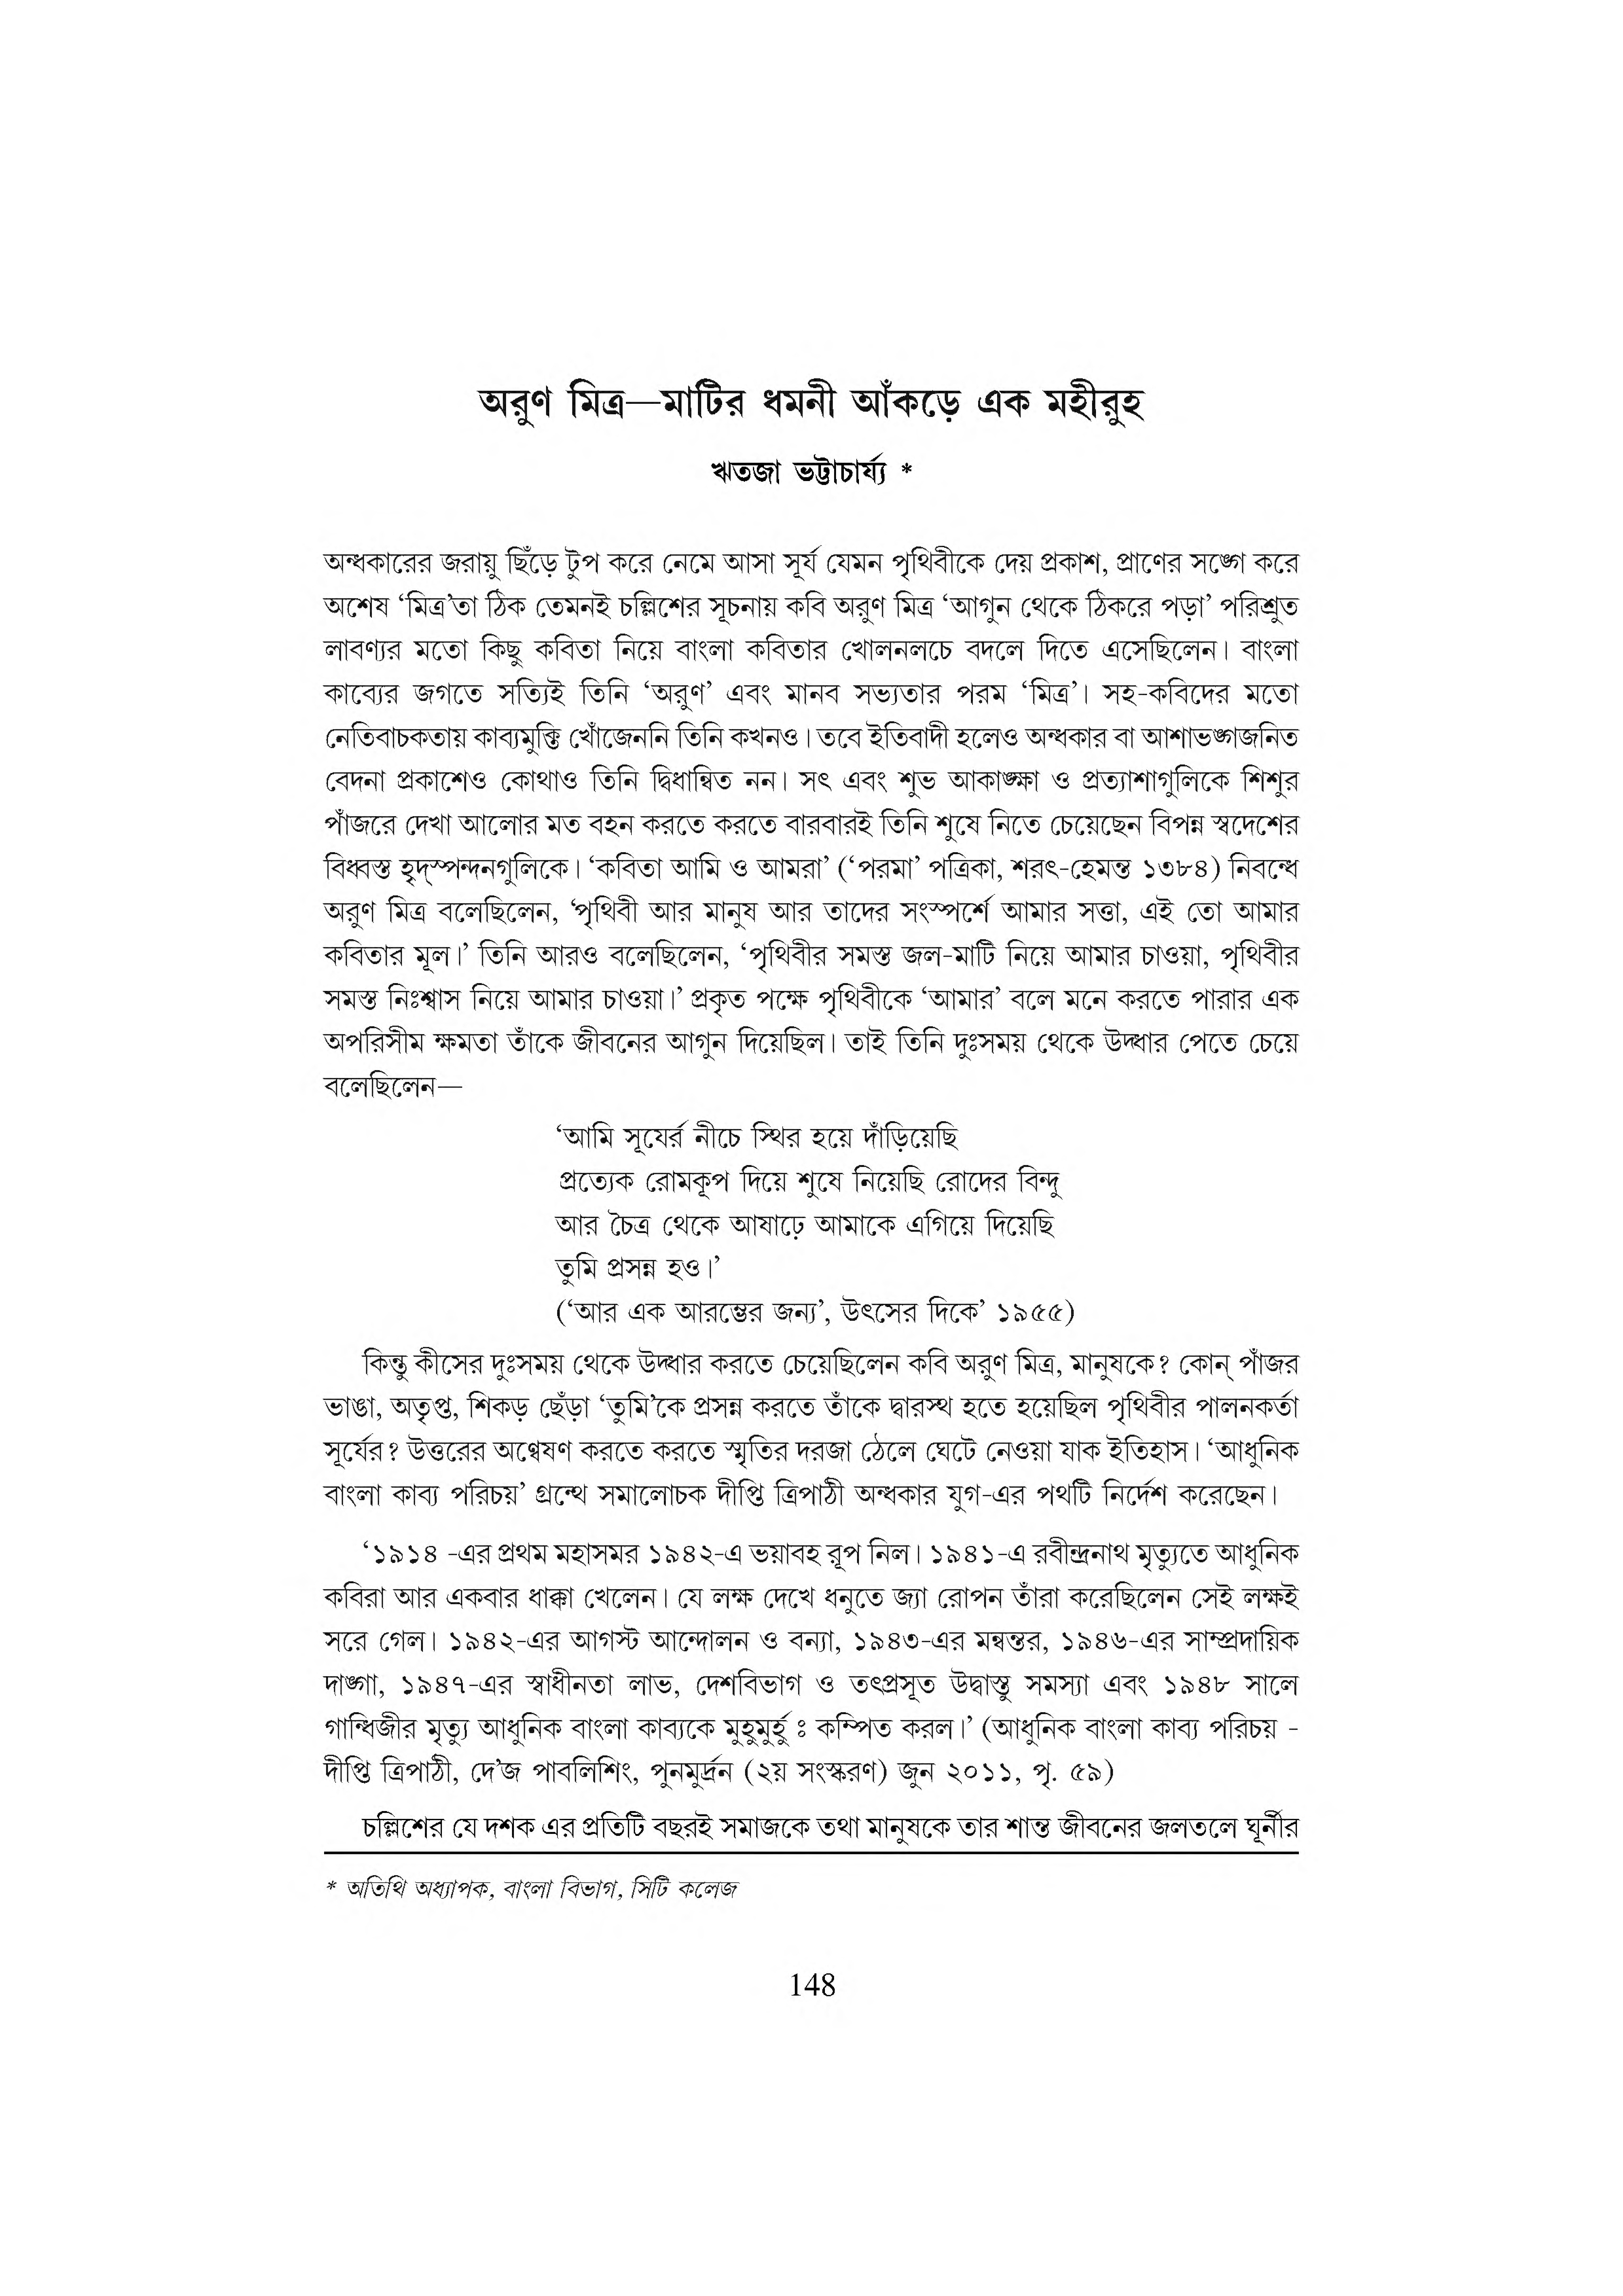 অরুণ মিত্র—মাটির ধমনী আঁকড়ে এক মহীরুহ
ঋতজা ভট্টাচার্য্য *
অন্ধকারের জরায়ু ছিঁড়ে টুপ করে নেমে আসা সূর্য যেমন পৃথিবীকে দেয় প্রকাশ, প্রাণের সঙ্গে করে
অশেষ ‘মিত্র’তা ঠিক তেমনই চল্লিশের সূচনায় কবি অরুণ মিত্র ‘আগুন থেকে ঠিকরে পড়া’ পরিশ্রুত
লাবণ্যর মতো কিছু কবিতা নিয়ে বাংলা কবিতার খোলনলচে বদলে দিতে এসেছিলেন। বাংলা
কাব্যের জগতে সত্যিই তিনি ‘অরুণ’ এবং মানব সভ্যতার পরম ‘মিত্র’। সহ-কবিদের মতো
নেতিবাচকতায় কাব্যমুক্তি খোঁজেননি তিনি কখনও। তবে ইতিবাদী হলেও অন্ধকার বা আশাভঙ্গজনিত
বেদনা প্রকাশেও কোথাও তিনি দ্বিধান্বিত নন। সৎ এবং শুভ আকাঙ্ক্ষা ও প্রত্যাশাগুলিকে শিশুর
পাঁজরে দেখা আলোর মত বহন করতে করতে বারবারই তিনি শুষে নিতে চেয়েছেন বিপন্ন স্বদেশের
বিধ্বস্ত হৃদ্‌স্পন্দনগুলিকে। ‘কবিতা আমি ও আমরা’ (‘পরমা’ পত্রিকা, শরৎ-হেমন্ত ১৩৮৪) নিবন্ধে
অরুণ মিত্র বলেছিলেন, ‘পৃথিবী আর মানুষ আর তাদের সংস্পর্শে আমার সত্তা, এই তো আমার
কবিতার মূল।’ তিনি আরও বলেছিলেন, ‘পৃথিবীর সমস্ত জল-মাটি নিয়ে আমার চাওয়া, পৃথিবীর
সমস্ত নিঃশ্বাস নিয়ে আমার চাওয়া।’ প্রকৃত পক্ষে পৃথিবীকে ‘আমার’ বলে মনে করতে পারার এক
অপরিসীম ক্ষমতা তাঁকে জীবনের আগুন দিয়েছিল। তাই তিনি দুঃসময় থেকে উদ্ধার পেতে চেয়ে
বলেছিলেন—
‘আমি সূযের্র নীচে স্থির হয়ে দাঁড়িয়েছি
প্রত্যেক রোমকূপ দিয়ে শুষে নিয়েছি রোদের বিন্দু
আর চৈত্র থেকে আষাঢ়ে আমাকে এগিয়ে দিয়েছি
তুমি প্রসন্ন হও।’
(‘আর এক আরম্ভের জন্য’, উৎসের দিকে’ ১৯৫৫)
কিন্তু কীসের দুঃসময় থেকে উদ্ধার করতে চেয়েছিলেন কবি অরুণ মিত্র, মানুষকে? কোন্ পাঁজর
ভাঙা, অতৃপ্ত, শিকড় ছেঁড়া ‘তুমি’কে প্রসন্ন করতে তাঁকে দ্বারস্থ হতে হয়েছিল পৃথিবীর পালনকর্তা
সূর্যের? উত্তরের অণ্বেষণ করতে করতে স্মৃতির দরজা ঠেলে ঘেটে নেওয়া যাক ইতিহাস। ‘আধুনিক
বাংলা কাব্য পরিচয়’ গ্রন্থে সমালোচক দীপ্তি ত্রিপাঠী অন্ধকার যুগ-এর পথটি নির্দেশ করেছেন।
‘১৯১৪ -এর প্রথম মহাসমর ১৯৪২-এ ভয়াবহ রূপ নিল। ১৯৪১-এ রবীন্দ্রনাথ মৃত্যুতে আধুনিক
কবিরা আর একবার ধাক্কা খেলেন। যে লক্ষ দেখে ধনুতে জ্যা রোপন তাঁরা করেছিলেন সেই লক্ষই
সরে গেল। ১৯৪২-এর আগস্ট আন্দোলন ও বন্যা, ১৯৪৩-এর মন্বন্তর, ১৯৪৬-এর সাম্প্রদায়িক
দাঙ্গা, ১৯৪৭-এর স্বাধীনতা লাভ, দেশবিভাগ ও তৎপ্রসূত উদ্বাস্তু সমস্যা এবং ১৯৪৮ সালে
গান্ধিজীর মৃত্যু আধুনিক বাংলা কাব্যকে মুহুমুর্হু ঃ কম্পিত করল।’ (আধুনিক বাংলা কাব্য পরিচয় -
দীপ্তি ত্রিপাঠী, দে’জ পাবলিশিং, পুনমুর্দ্রন (২য় সংস্করণ) জুন ২০১১, পৃ. ৫৯)
চল্লিশের যে দশক এর প্রতিটি বছরই সমাজকে তথা মানুষকে তার শান্ত জীবনের জলতলে ঘূর্নীর
* অতিথি অধ্যাপক, বাংলা বিভাগ, সিটি কলেজ
148